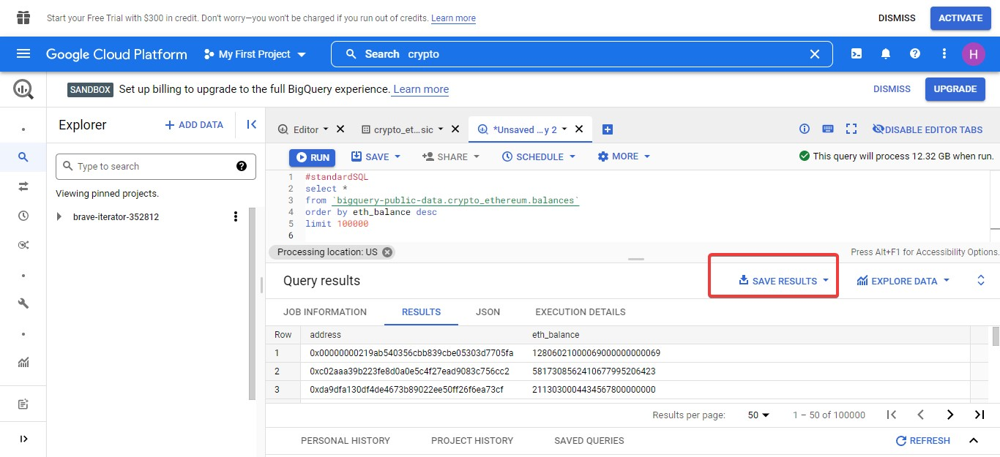 Start your Free Trial with $300 in credit. Don't worry—you won't be charged if you run out of credits. Learn more
DISMISS
ACTIVATE
Google Cloud Platform
My First Project
Search crypto
H
SANDBOX Set up billing to upgrade to the full BigQuery experience. Learn more
DISMISS
UPGRADE
Explorer
+ ADD DATA
Editor
crypto_et...sic
*Unsaved ...y 2
DISABLE EDITOR TABS
Type to search
RUN
SAVE
SHARE
SCHEDULE
MORE
This query will process 12.32 GB when run.
Viewing pinned projects.
brave-iterator-352812
1 #standardSQL
2 select *
3 from `bigquery-public-data.crypto_ethereum.balances`
4 order by eth_balance desc
5 limit 100000
6
Processing location: US
Press Alt+F1 for Accessibility Options.
Query results
SAVE RESULTS
EXPLORE DATA
JOB INFORMATION RESULTS JSON EXECUTION DETAILS
Row address eth_balance
1 0x00000000219ab540356cbb839cbe05303d7705fa 12806021000069000000000069
2 0xc02aaa39b223fe8d0a0e5c4f27ead9083c756cc2 5817308562410677995206423
3 0xda9dfa130df4de4673b89022ee50ff26f6ea73cf 2113030004434567800000000
Results per page: 50 1 – 50 of 100000
PERSONAL HISTORY PROJECT HISTORY SAVED QUERIES
REFRESH